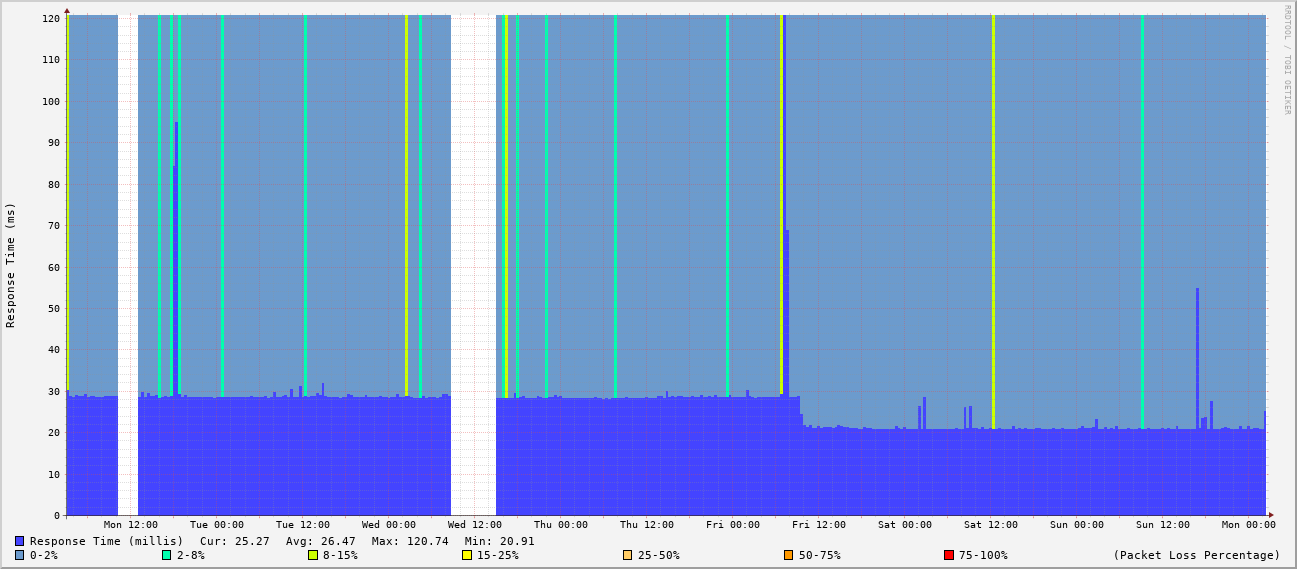 RRDTOOL / TOBI OETIKER
Response Time (ms)
120
110
100
90
80
70
60
50
40
30
20
10
0
Mon 12:00 Tue 00:00 Tue 12:00 Wed 00:00 Wed 12:00 Thu 00:00 Thu 12:00 Fri 00:00 Fri 12:00 Sat 00:00 Sat 12:00 Sun 00:00 Sun 12:00 Mon 00:00
Response Time (millis) Cur: 25.27 Avg: 26.47 Max: 120.74 Min: 20.91
0-2% 2-8% 8-15% 15-25% 25-50% 50-75% 75-100% (Packet Loss Percentage)